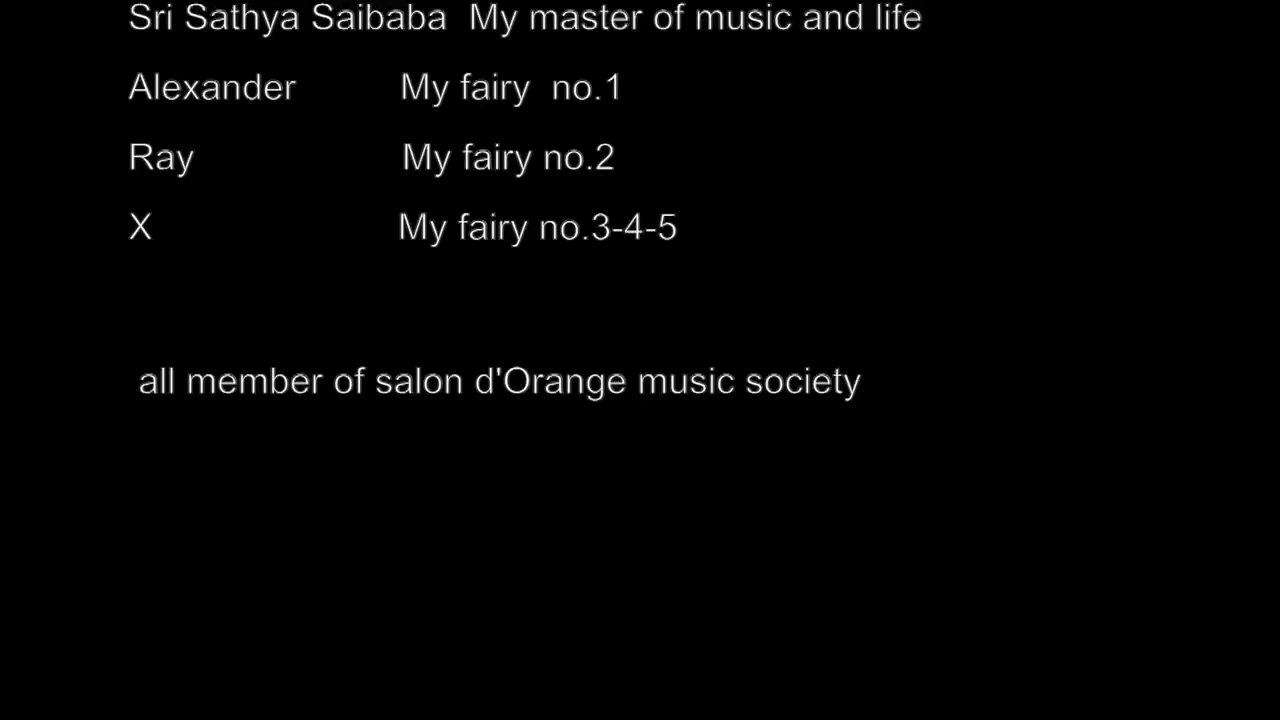 Sri Sathya Saibaba  My master of music and life
Alexander          My fairy  no.1
Ray                    My fairy no.2
X                        My fairy no.3-4-5
all member of salon d'Orange music society